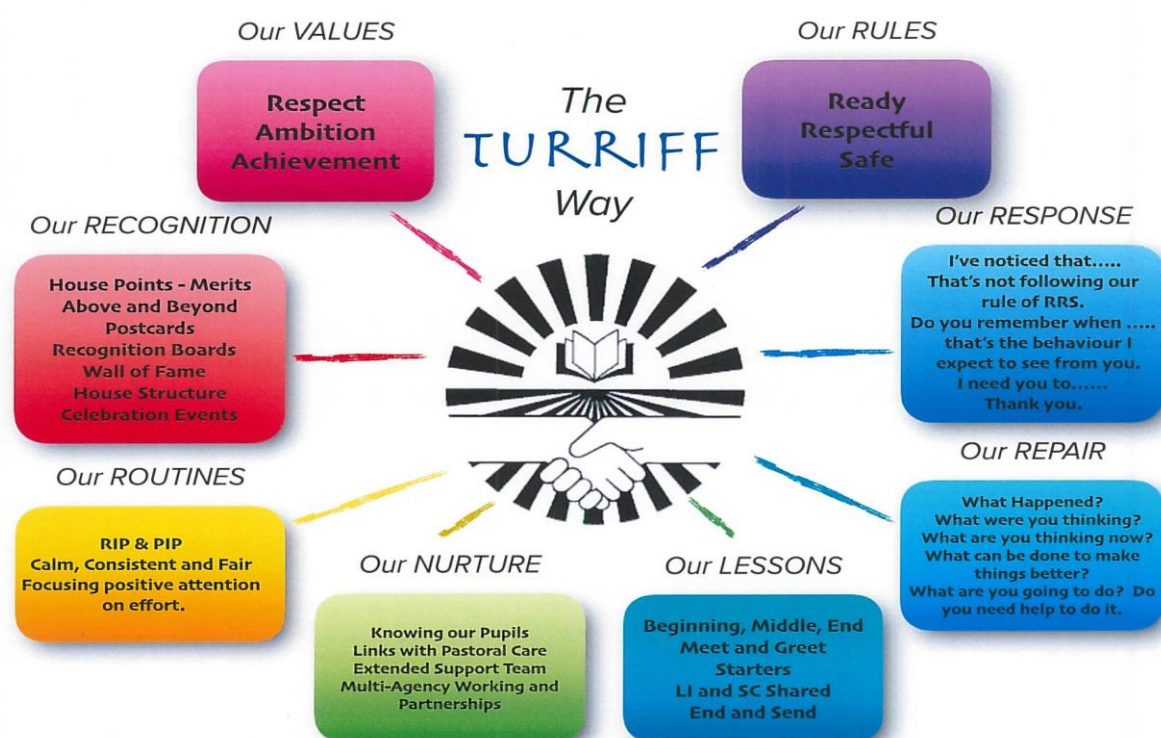 Our VALUES
Respect
Ambition
Achievement
The
TURRIFF
Way
Our RULES
Ready
Respectful
Safe
Our RECOGNITION
House Points - Merits
Above and Beyond
Postcards
Recognition Boards
Wall of Fame
House Structure
Celebration Events
Our RESPONSE
I've noticed that.....
That's not following our
rule of RRS.
Do you remember when .....
that's the behaviour I
expect to see from you.
I need you to......
Thank you.
Our ROUTINES
RIP & PIP
Calm, Consistent and Fair
Focusing positive attention
on effort.
Our NURTURE
Knowing our Pupils
Links with Pastoral Care
Extended Support Team
Multi-Agency Working and
Partnerships
Our LESSONS
Beginning, Middle, End
Meet and Greet
Starters
LI and SC Shared
End and Send
Our REPAIR
What Happened?
What were you thinking?
What are you thinking now?
What can be done to make
things better?
What are you going to do? Do
you need help to do it.